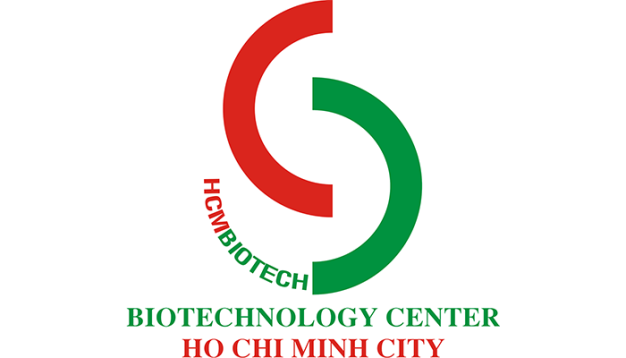 HCMBIOTECH
BIOTECHNOLOGY CENTER
HO CHI MINH CITY